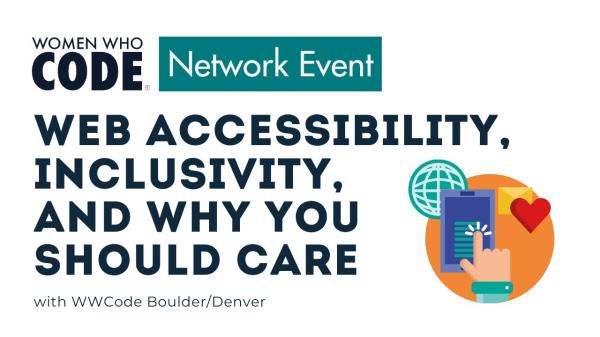 WOMEN WHO
CODE®
Network Event
WEB ACCESSIBILITY,
INCLUSIVITY,
AND WHY YOU
SHOULD CARE
with WWCode Boulder/Denver